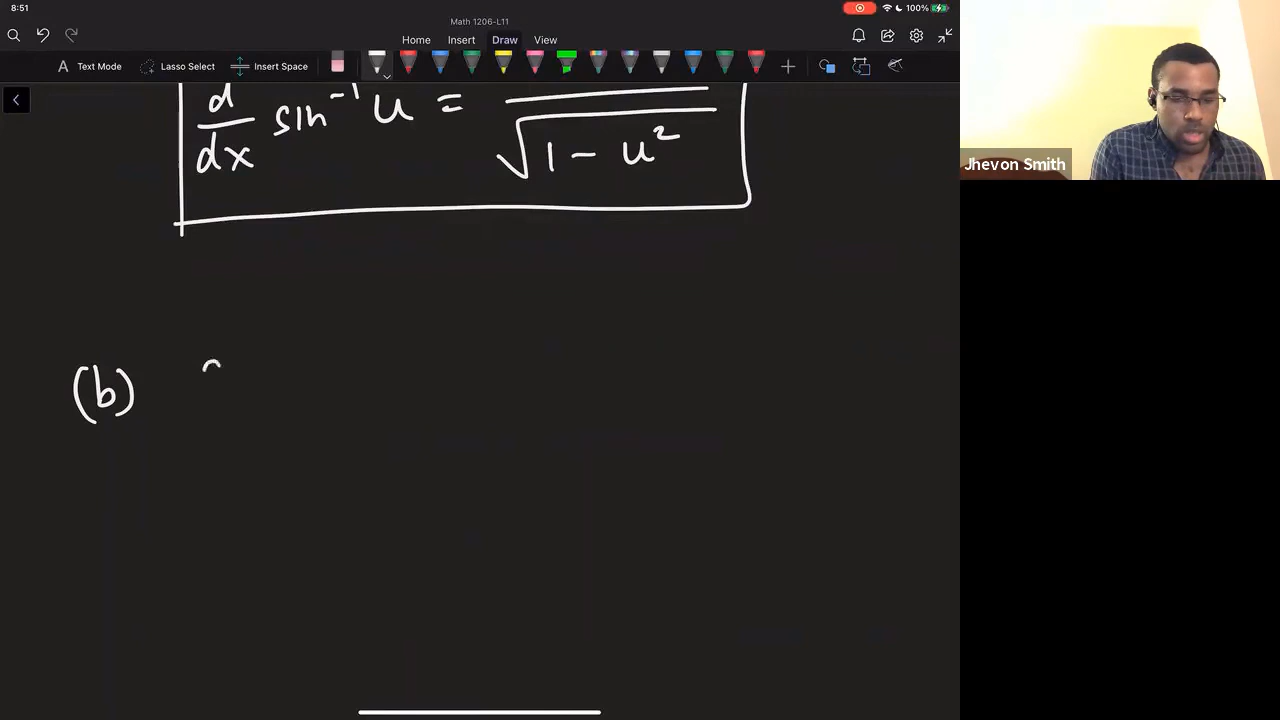 8:51
100%
Math 1206-L11
Home Insert Draw View
A Text Mode Lasso Select Insert Space
d/dx sin⁻¹ u = /√(1 − u²)
Jhevon Smith
(b)